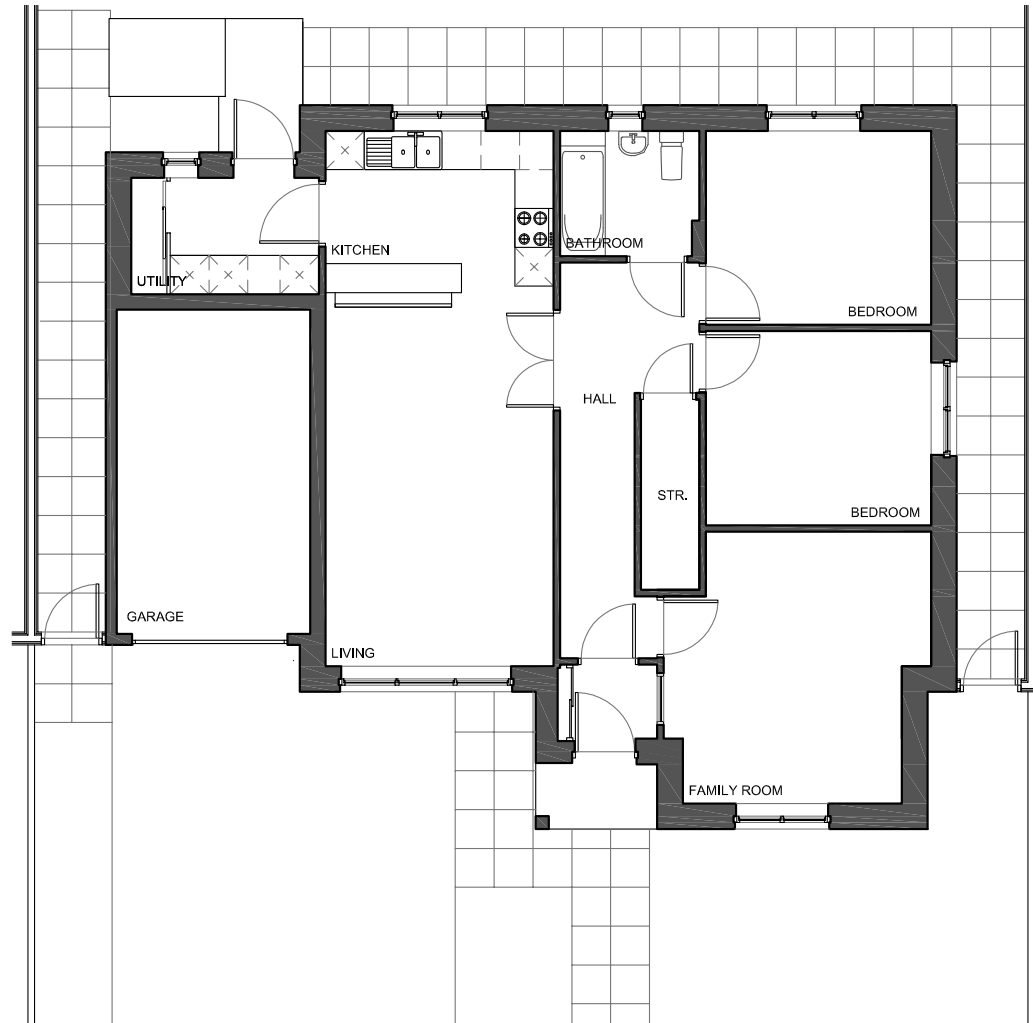 BATHROOM
KITCHEN
UTILITY
BEDROOM
HALL
STR.
BEDROOM
GARAGE
LIVING
FAMILY ROOM